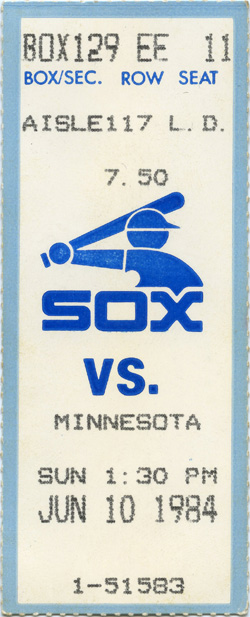 BOX129 EE 11
BOX/SEC. ROW SEAT
AISLE117 L.D.
7.50
SOX
VS.
MINNESOTA
SUN 1:30 PM
JUN 10 1984
1-51583